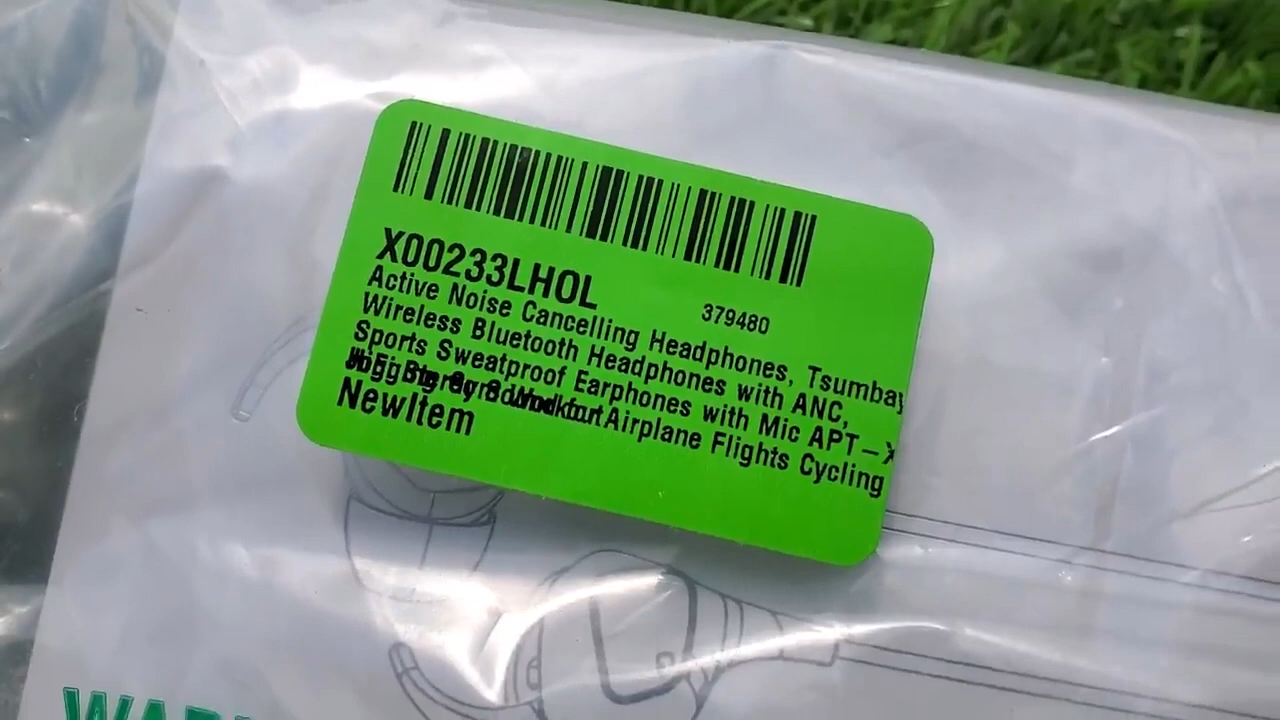 X00233LHOL
379480
Active Noise Cancelling Headphones, Tsumbay
Wireless Bluetooth Headphones with ANC,
Sports Sweatproof Earphones with Mic APT-X
Airplane Flights Cycling
NewItem